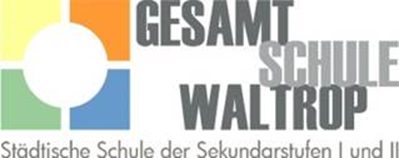 GESAMT
SCHULE
WALTROP
Städtische Schule der Sekundarstufen I und II